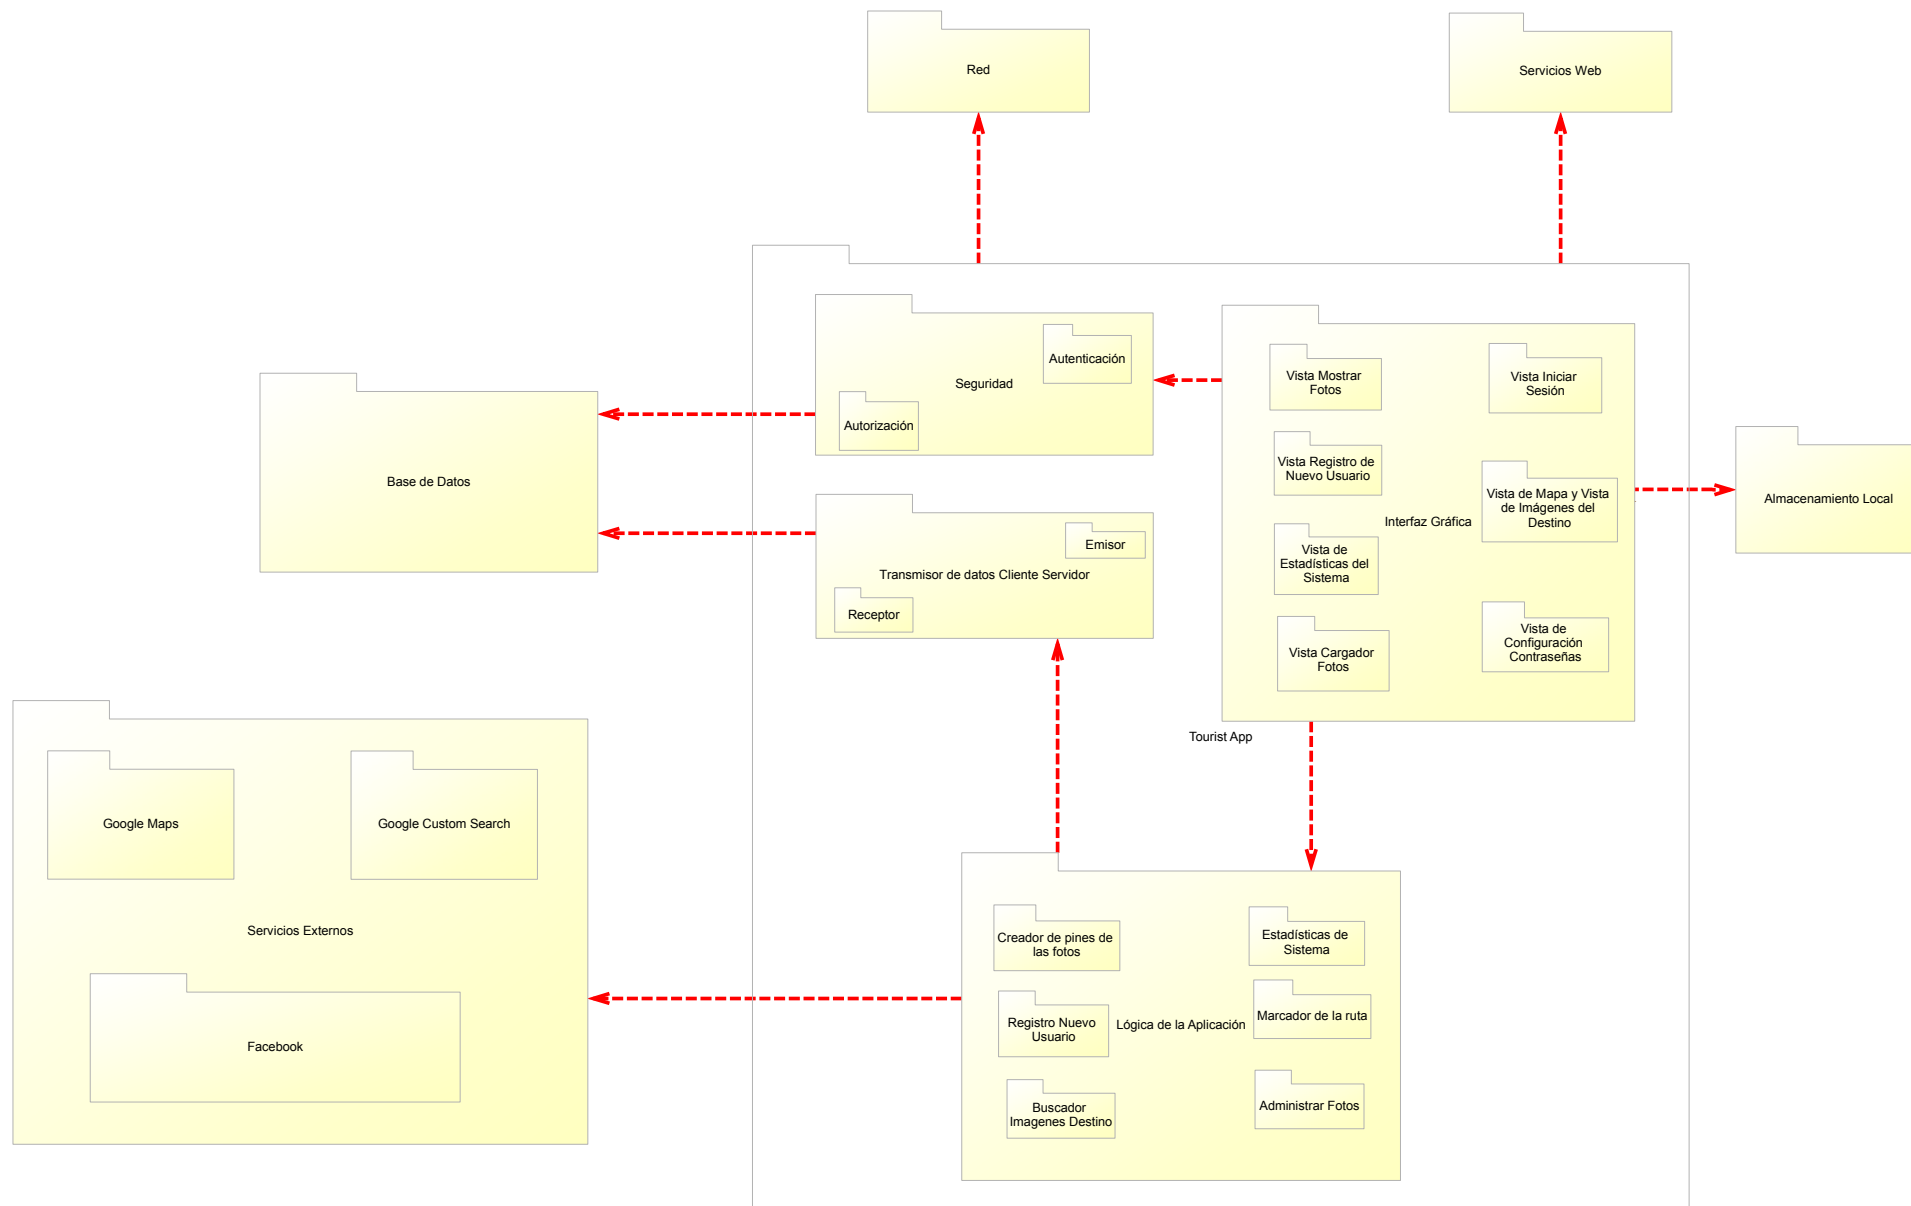 Red
Servicios Web
Seguridad
Autenticación
Autorización
Base de Datos
Transmisor de datos Cliente Servidor
Emisor
Receptor
Interfaz Gráfica
Vista Mostrar
Fotos
Vista Iniciar
Sesión
Vista Registro de
Nuevo Usuario
Vista de Mapa y Vista
de Imágenes del
Destino
Vista de
Estadísticas del
Sistema
Vista Cargador
Fotos
Vista de
Configuración
Contraseñas
Almacenamiento Local
Tourist App
Google Maps
Google Custom Search
Servicios Externos
Facebook
Creador de pines de
las fotos
Estadísticas de
Sistema
Registro Nuevo
Usuario
Lógica de la Aplicación
Marcador de la ruta
Buscador
Imagenes Destino
Administrar Fotos